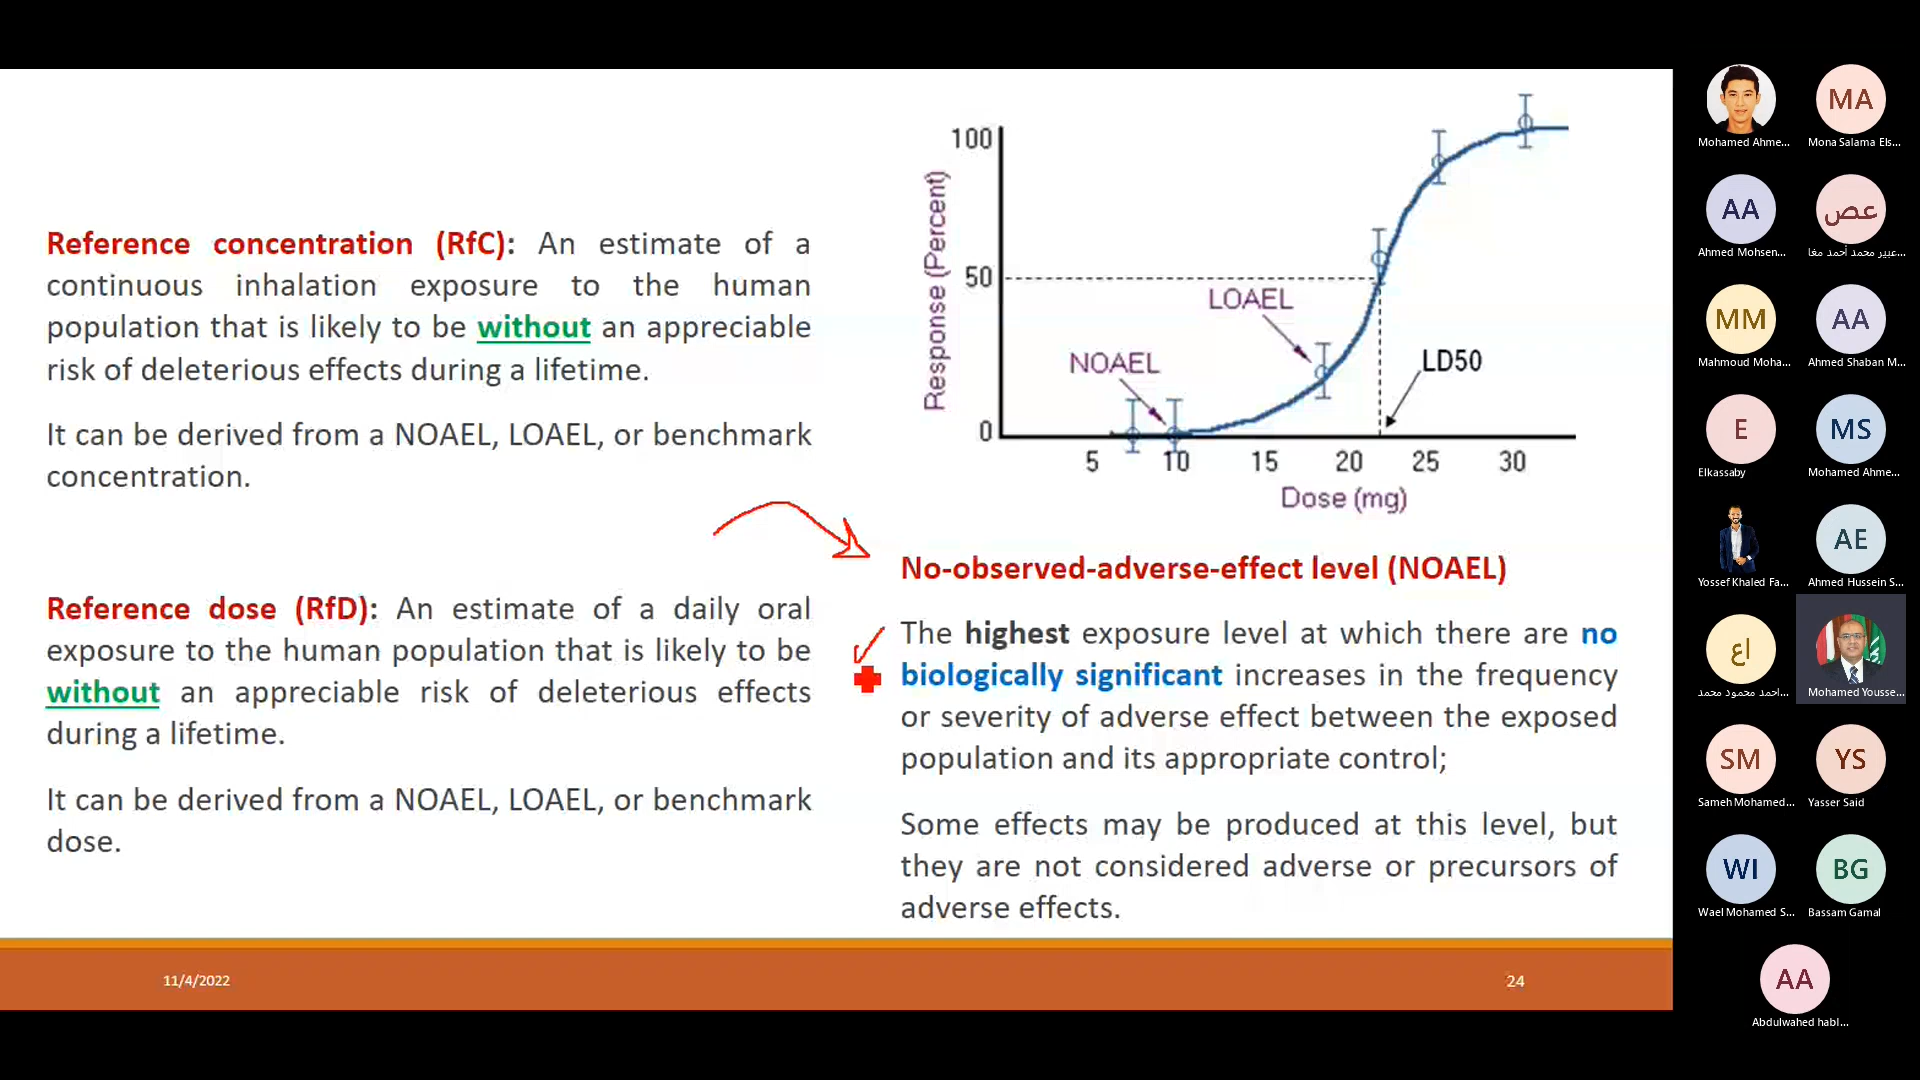 Reference concentration (RfC): An estimate of a
continuous inhalation exposure to the human
population that is likely to be without an appreciable
risk of deleterious effects during a lifetime.
It can be derived from a NOAEL, LOAEL, or benchmark
concentration.
Reference dose (RfD): An estimate of a daily oral
exposure to the human population that is likely to be
without an appreciable risk of deleterious effects
during a lifetime.
It can be derived from a NOAEL, LOAEL, or benchmark
dose.
Response (Percent)
100
50
0
LOAEL
NOAEL
LD50
5 10 15 20 25 30
Dose (mg)
No-observed-adverse-effect level (NOAEL)
The highest exposure level at which there are no
biologically significant increases in the frequency
or severity of adverse effect between the exposed
population and its appropriate control;
Some effects may be produced at this level, but
they are not considered adverse or precursors of
adverse effects.
11/4/2022
24
Mohamed Ahme...
MA
Mona Salama Els...
AA
Ahmed Mohsen...
عص
عبير محمد أحمد مغا...
MM
Mahmoud Moha...
AA
Ahmed Shaban M...
E
Elkassaby
MS
Mohamed Ahme...
Yossef Khaled Fa...
AE
Ahmed Hussein S...
اع
احمد محمود محمد...
Mohamed Yousse...
SM
Sameh Mohamed...
YS
Yasser Said
WI
Wael Mohamed S...
BG
Bassam Gamal
AA
Abdulwahed habl...